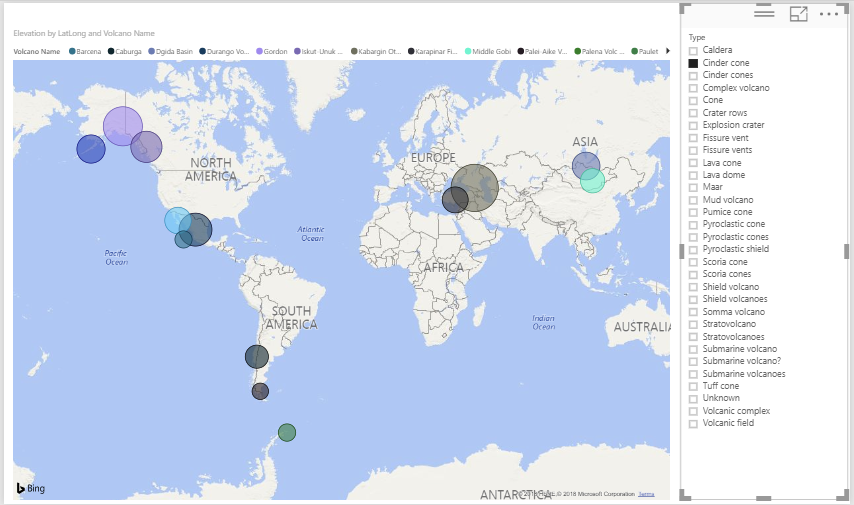 Elevation by LatLong and Volcano Name
Volcano Name Barcena Caburga Dgida Basin Durango Vo... Gordon Iskut-Unuk ... Kabargin Ot... Karapinar Fi... Middle Gobi Palei-Aike V... Palena Volc ... Paulet
NORTH
AMERICA
EUROPE
ASIA
Atlantic
Ocean
Pacific
Ocean
AFRICA
SOUTH
AMERICA
Indian
Ocean
AUSTRALIA
ANTARCTICA
Bing
© 2018 Microsoft Corporation Terms
Type
Caldera
Cinder cone
Cinder cones
Complex volcano
Cone
Crater rows
Explosion crater
Fissure vent
Fissure vents
Lava cone
Lava dome
Maar
Mud volcano
Pumice cone
Pyroclastic cone
Pyroclastic cones
Pyroclastic shield
Scoria cone
Scoria cones
Shield volcano
Shield volcanoes
Somma volcano
Stratovolcano
Stratovolcanoes
Submarine volcano
Submarine volcano?
Submarine volcanoes
Tuff cone
Unknown
Volcanic complex
Volcanic field